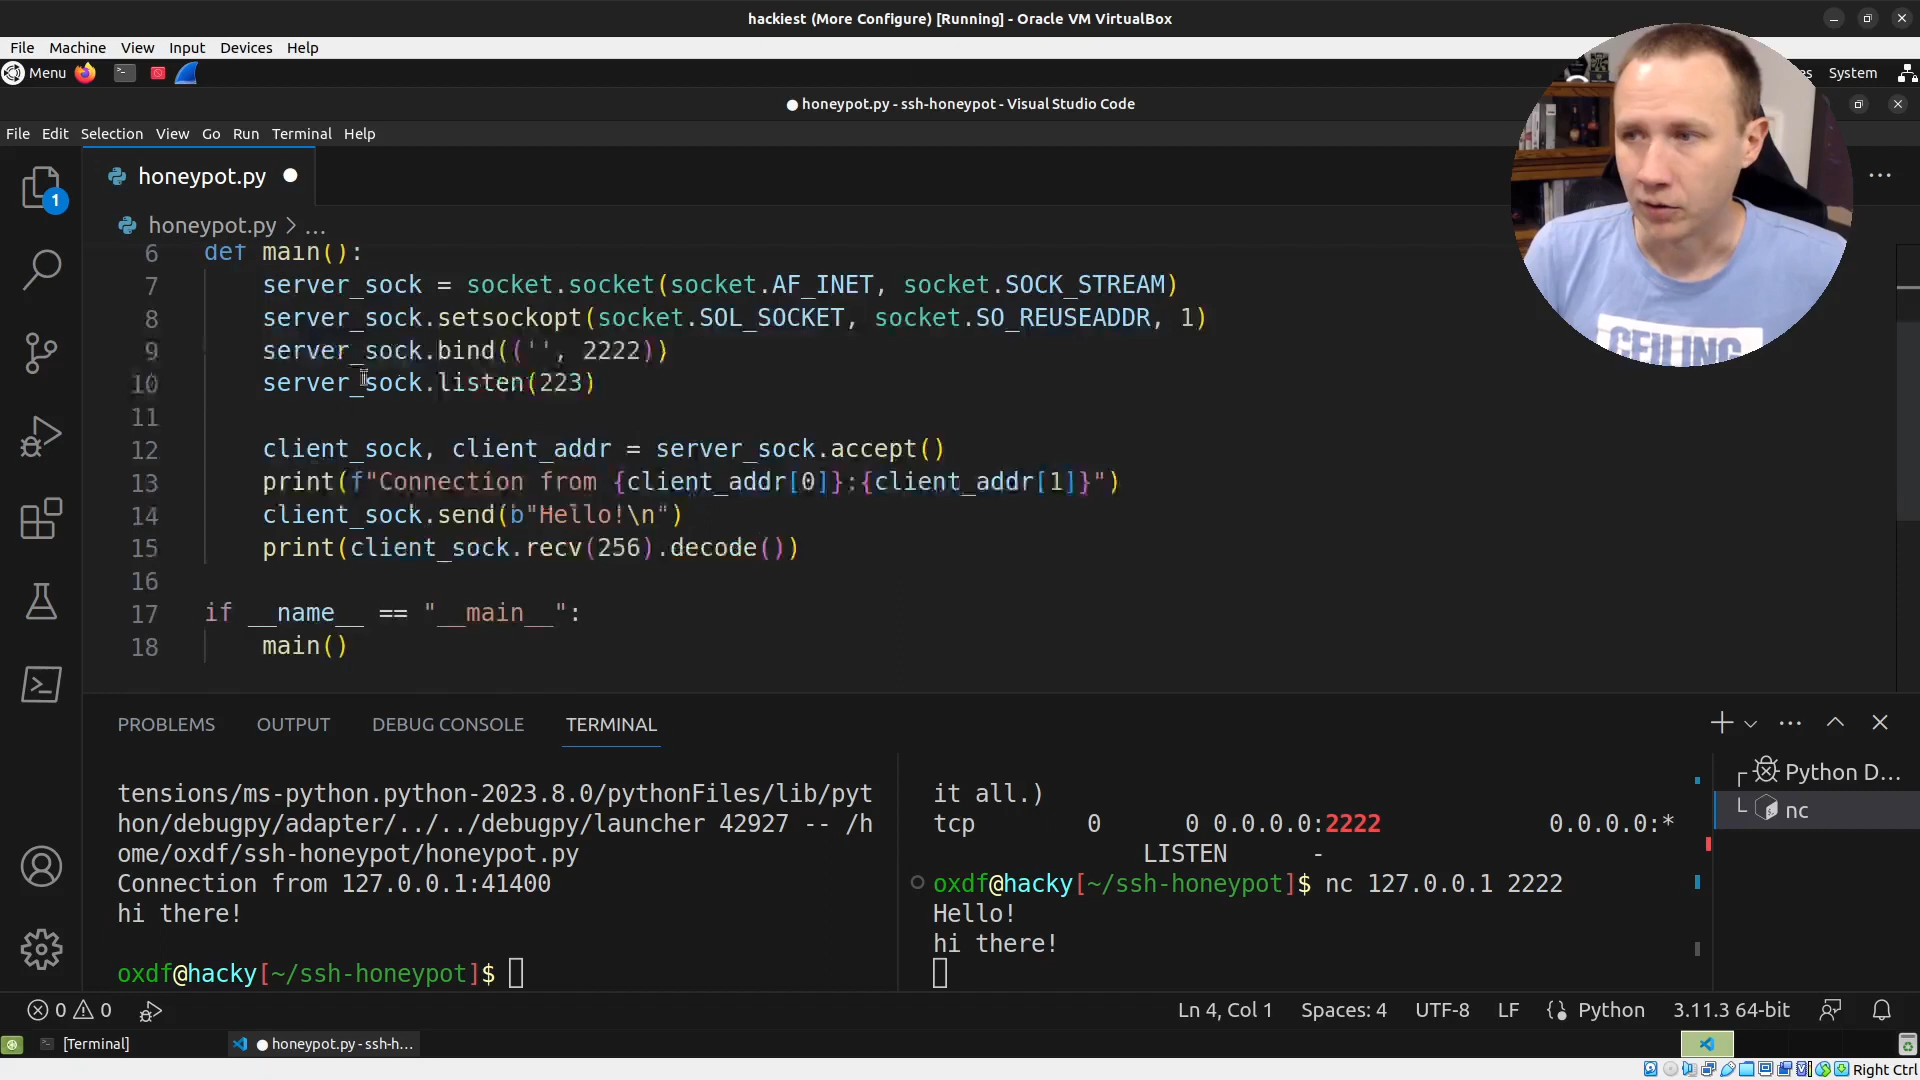 hackiest (More Configure) [Running] - Oracle VM VirtualBox
File Machine View Input Devices Help
Menu
System
● honeypot.py - ssh-honeypot - Visual Studio Code
File Edit Selection View Go Run Terminal Help
honeypot.py ●
honeypot.py > ...
6 def main():
7 server_sock = socket.socket(socket.AF_INET, socket.SOCK_STREAM)
8 server_sock.setsockopt(socket.SOL_SOCKET, socket.SO_REUSEADDR, 1)
9 server_sock.bind(('', 2222))
10 server_sock.listen(223)
11
12 client_sock, client_addr = server_sock.accept()
13 print(f"Connection from {client_addr[0]}:{client_addr[1]}")
14 client_sock.send(b"Hello!\n")
15 print(client_sock.recv(256).decode())
16
17 if __name__ == "__main__":
18 main()
1
CEILING
PROBLEMS OUTPUT DEBUG CONSOLE TERMINAL
tensions/ms-python.python-2023.8.0/pythonFiles/lib/pyt
hon/debugpy/adapter/../../debugpy/launcher 42927 -- /h
ome/oxdf/ssh-honeypot/honeypot.py
Connection from 127.0.0.1:41400
hi there!
oxdf@hacky[~/ssh-honeypot]$
it all.)
tcp 0 0 0.0.0.0:2222 0.0.0.0:*
LISTEN -
oxdf@hacky[~/ssh-honeypot]$ nc 127.0.0.1 2222
Hello!
hi there!
Python D...
nc
0 0 Ln 4, Col 1 Spaces: 4 UTF-8 LF Python 3.11.3 64-bit
[Terminal] ● honeypot.py - ssh-h...
Right Ctrl